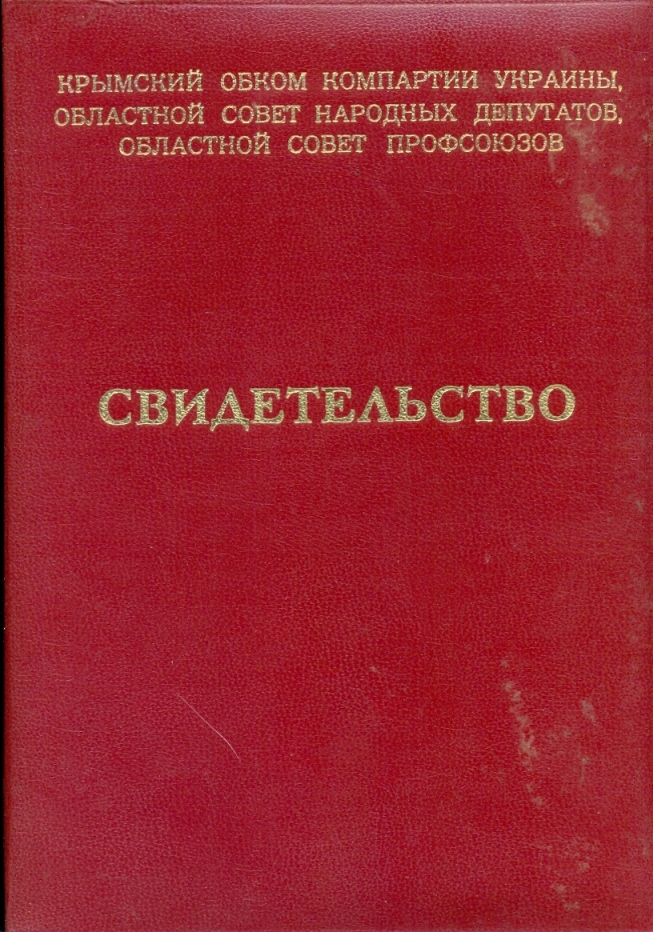 КРЫМСКИЙ ОБКОМ КОМПАРТИИ УКРАИНЫ,
ОБЛАСТНОЙ СОВЕТ НАРОДНЫХ ДЕПУТАТОВ,
ОБЛАСТНОЙ СОВЕТ ПРОФСОЮЗОВ
СВИДЕТЕЛЬСТВО